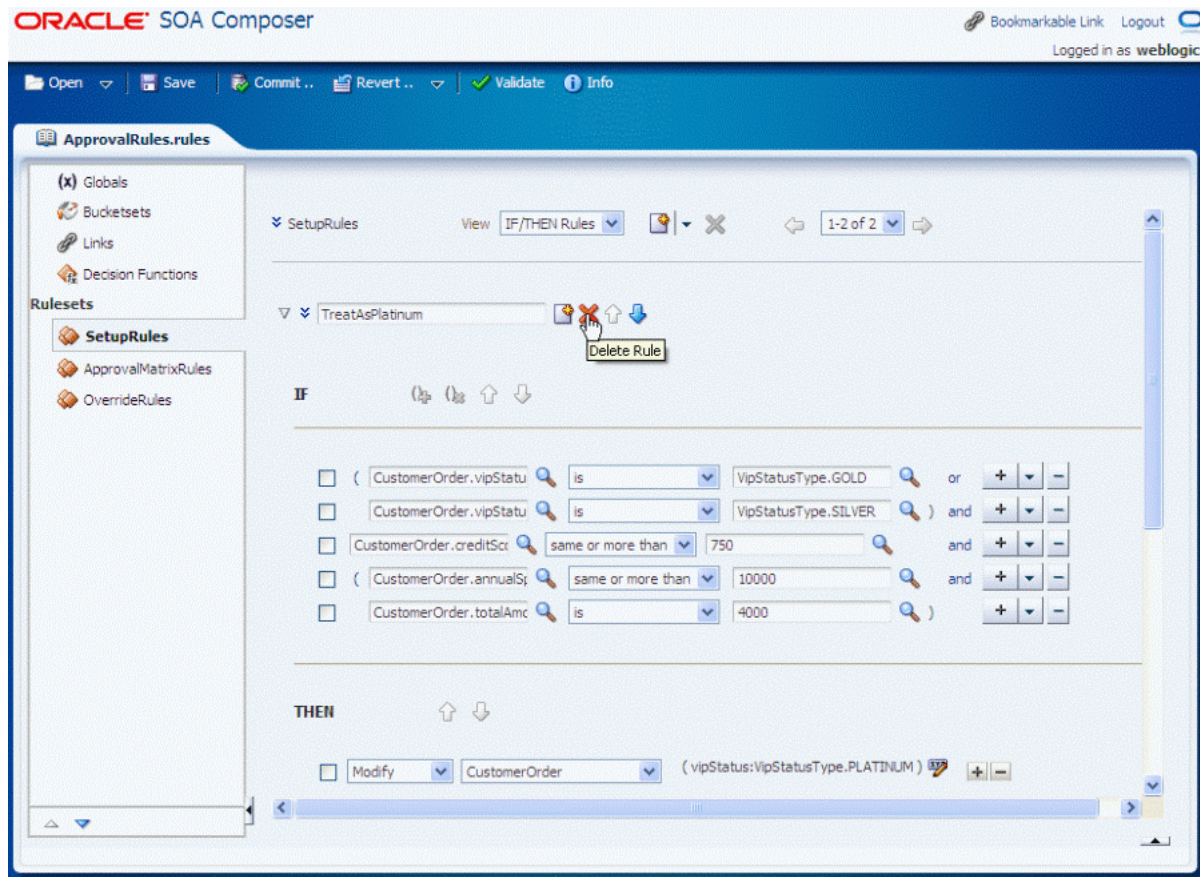 ORACLE SOA Composer
Bookmarkable Link Logout
Logged in as weblogic
Open Save Commit .. Revert .. Validate Info
ApprovalRules.rules
(x) Globals
Bucketsets
Links
Decision Functions
Rulesets
SetupRules
ApprovalMatrixRules
OverrideRules
SetupRules View IF/THEN Rules 1-2 of 2
TreatAsPlatinum
Delete Rule
IF
( CustomerOrder.vipStatu is VipStatusType.GOLD or
CustomerOrder.vipStatu is VipStatusType.SILVER ) and
CustomerOrder.creditSco same or more than 750 and
( CustomerOrder.annualSp same or more than 10000 and
CustomerOrder.totalAmo is 4000 )
THEN
Modify CustomerOrder ( vipStatus:VipStatusType.PLATINUM )